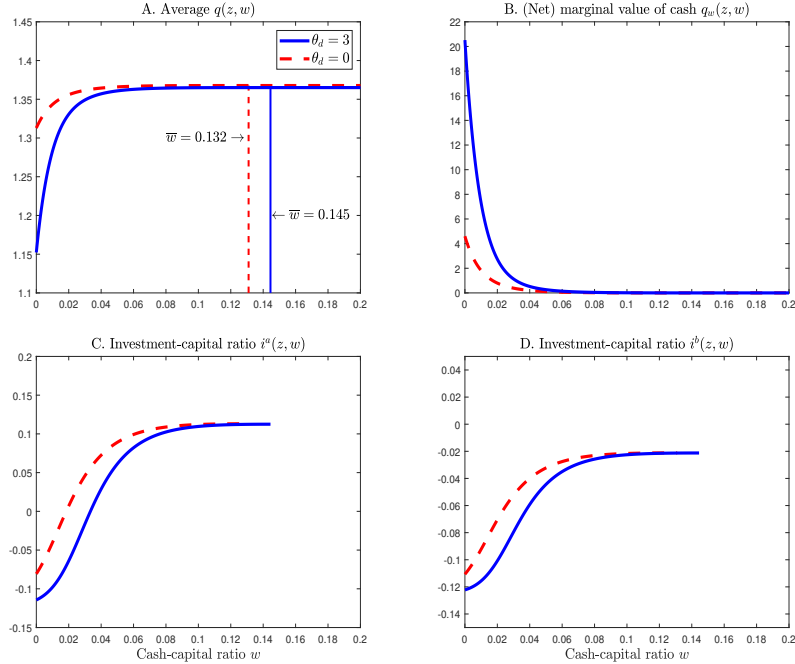 A. Average q(z, w)
1.45
1.4
1.35
1.3
1.25
1.2
1.15
1.1
0 0.02 0.04 0.06 0.08 0.1 0.12 0.14 0.16 0.18 0.2
θ_d = 3
θ_d = 0
w̅ = 0.132 →
← w̅ = 0.145
B. (Net) marginal value of cash q_w(z, w)
22
20
18
16
14
12
10
8
6
4
2
0
0 0.02 0.04 0.06 0.08 0.1 0.12 0.14 0.16 0.18 0.2
C. Investment-capital ratio i^a(z, w)
0.2
0.15
0.1
0.05
0
-0.05
-0.1
-0.15
0 0.02 0.04 0.06 0.08 0.1 0.12 0.14 0.16 0.18 0.2
Cash-capital ratio w
D. Investment-capital ratio i^b(z, w)
0.04
0.02
0
-0.02
-0.04
-0.06
-0.08
-0.1
-0.12
-0.14
0 0.02 0.04 0.06 0.08 0.1 0.12 0.14 0.16 0.18 0.2
Cash-capital ratio w